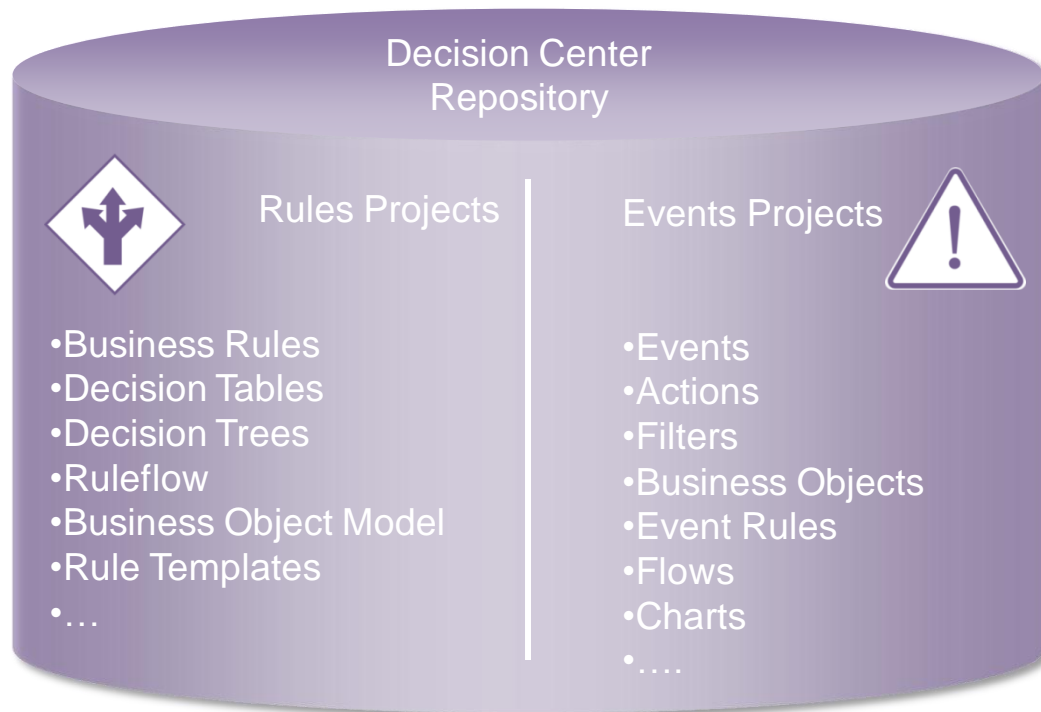 Decision Center
Repository
Rules Projects
•Business Rules
•Decision Tables
•Decision Trees
•Ruleflow
•Business Object Model
•Rule Templates
•…
Events Projects
•Events
•Actions
•Filters
•Business Objects
•Event Rules
•Flows
•Charts
•….